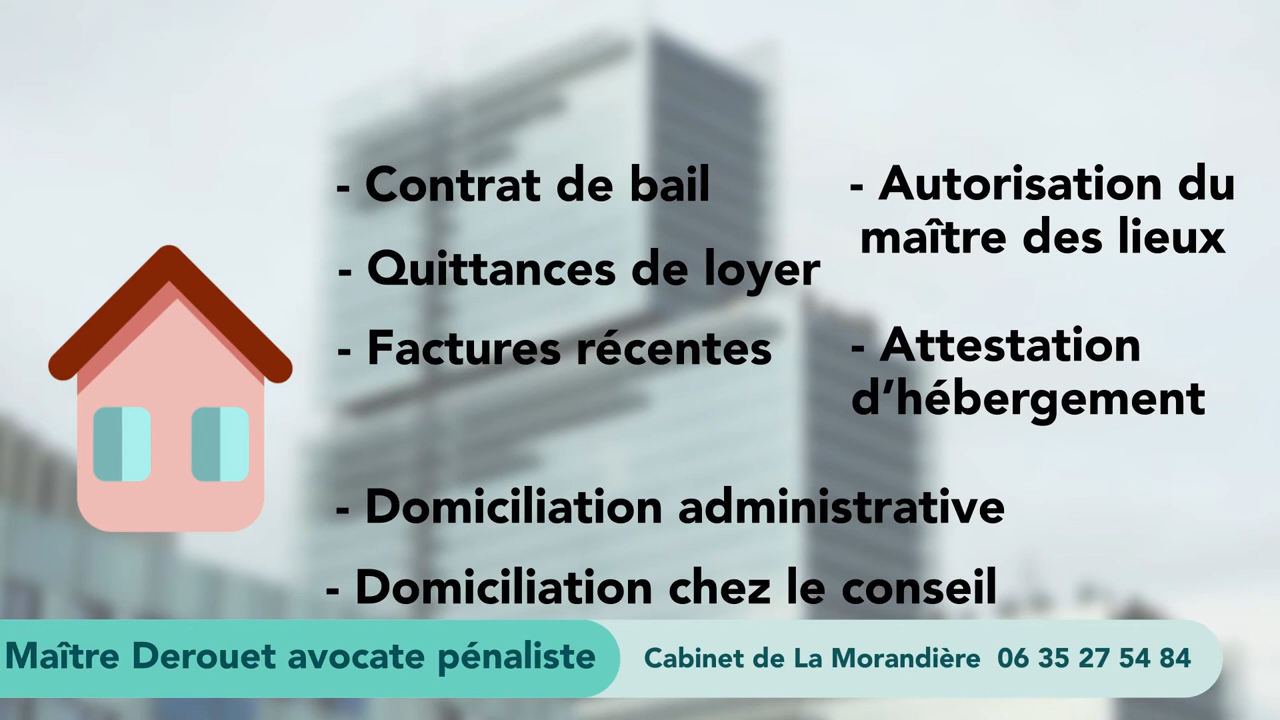 - Contrat de bail
- Quittances de loyer
- Factures récentes
- Autorisation du
maître des lieux
- Attestation
d’hébergement
- Domiciliation administrative
- Domiciliation chez le conseil
Maître Derouet avocate pénaliste
Cabinet de La Morandière 06 35 27 54 84